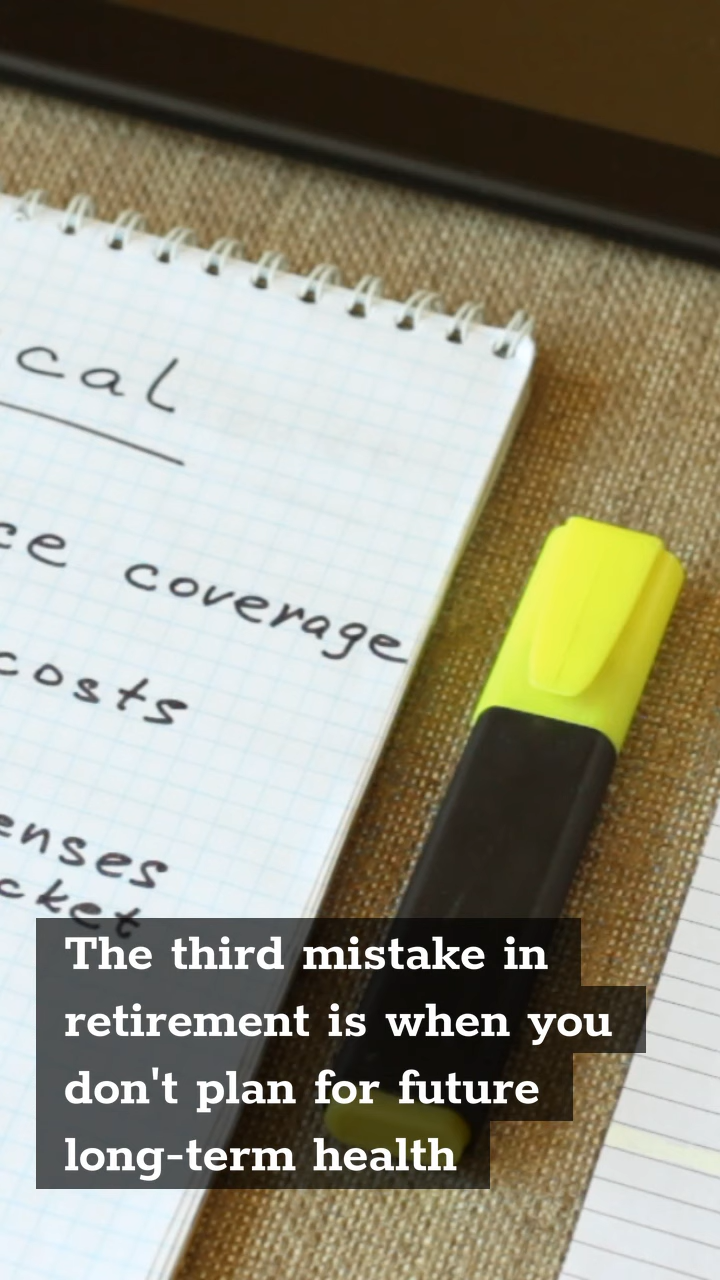 cal
ce coverage
costs
enses
cket
The third mistake in
retirement is when you
don't plan for future
long-term health